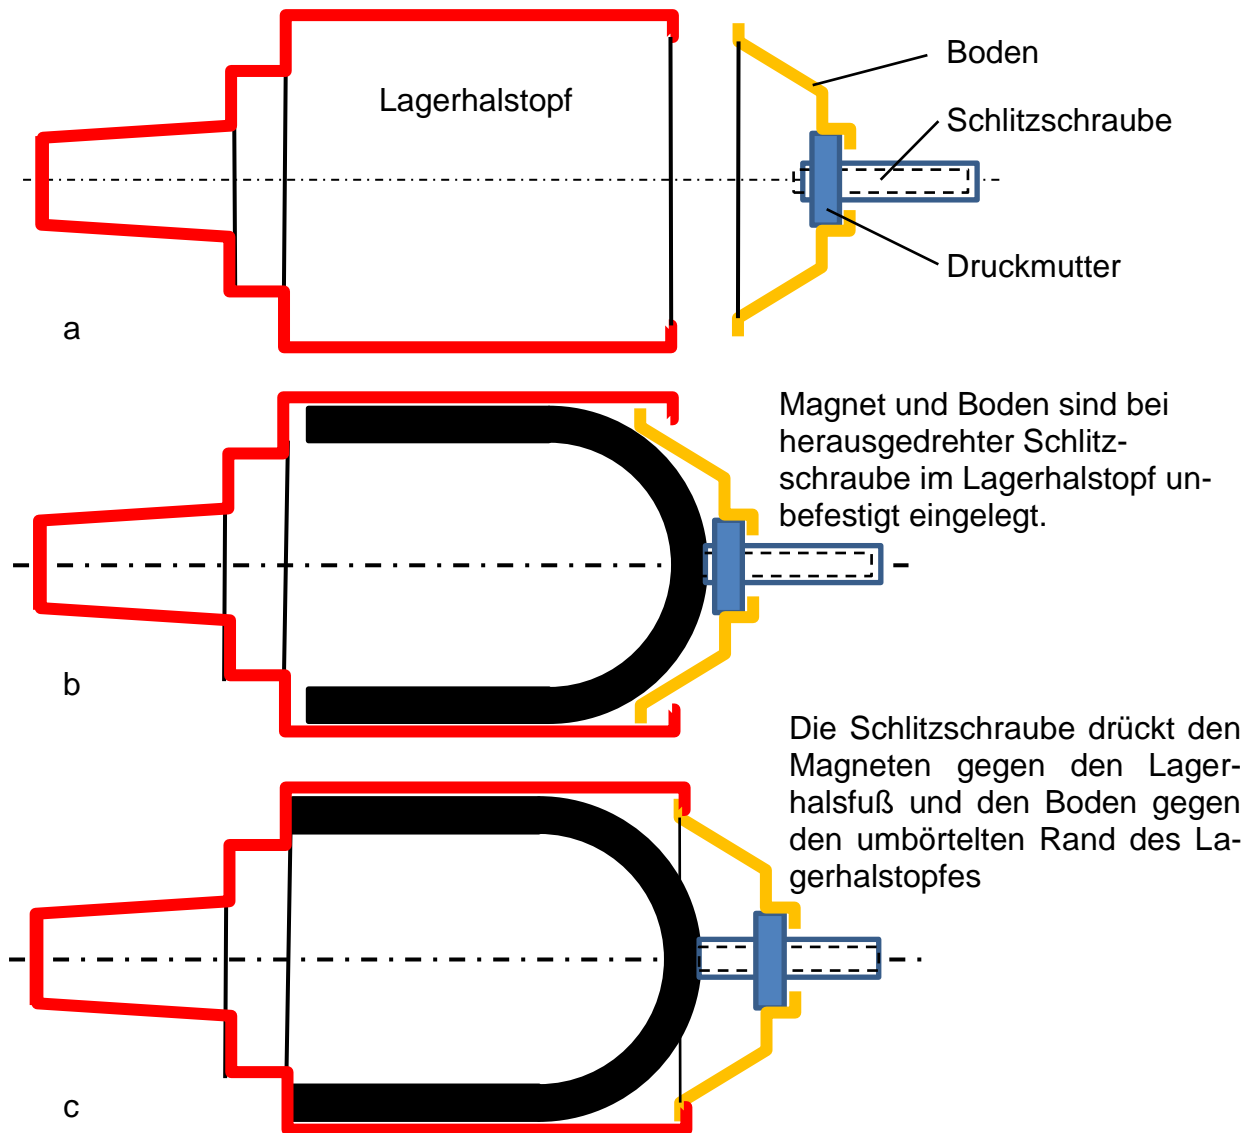 Boden
Lagerhalstopf
Schlitzschraube
Druckmutter
a
Magnet und Boden sind bei
herausgedrehter Schlitz-
schraube im Lagerhalstopf un-
befestigt eingelegt.
b
Die Schlitzschraube drückt den
Magneten gegen den Lager-
halsfuß und den Boden gegen
den umbörtelten Rand des La-
gerhalstopfes
c